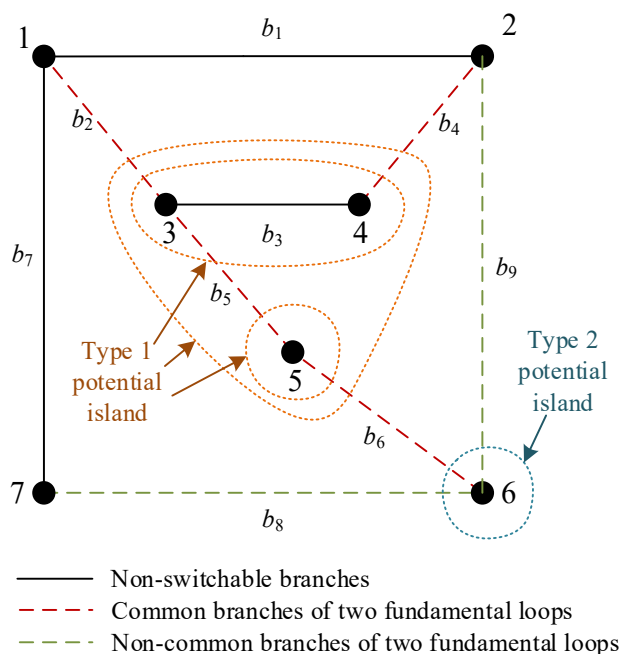 1
b1
2
b2
b4
3
b3
4
b7
b5
b9
Type 1
potential
island
5
Type 2
potential
island
b6
7
b8
6
Non-switchable branches
Common branches of two fundamental loops
Non-common branches of two fundamental loops